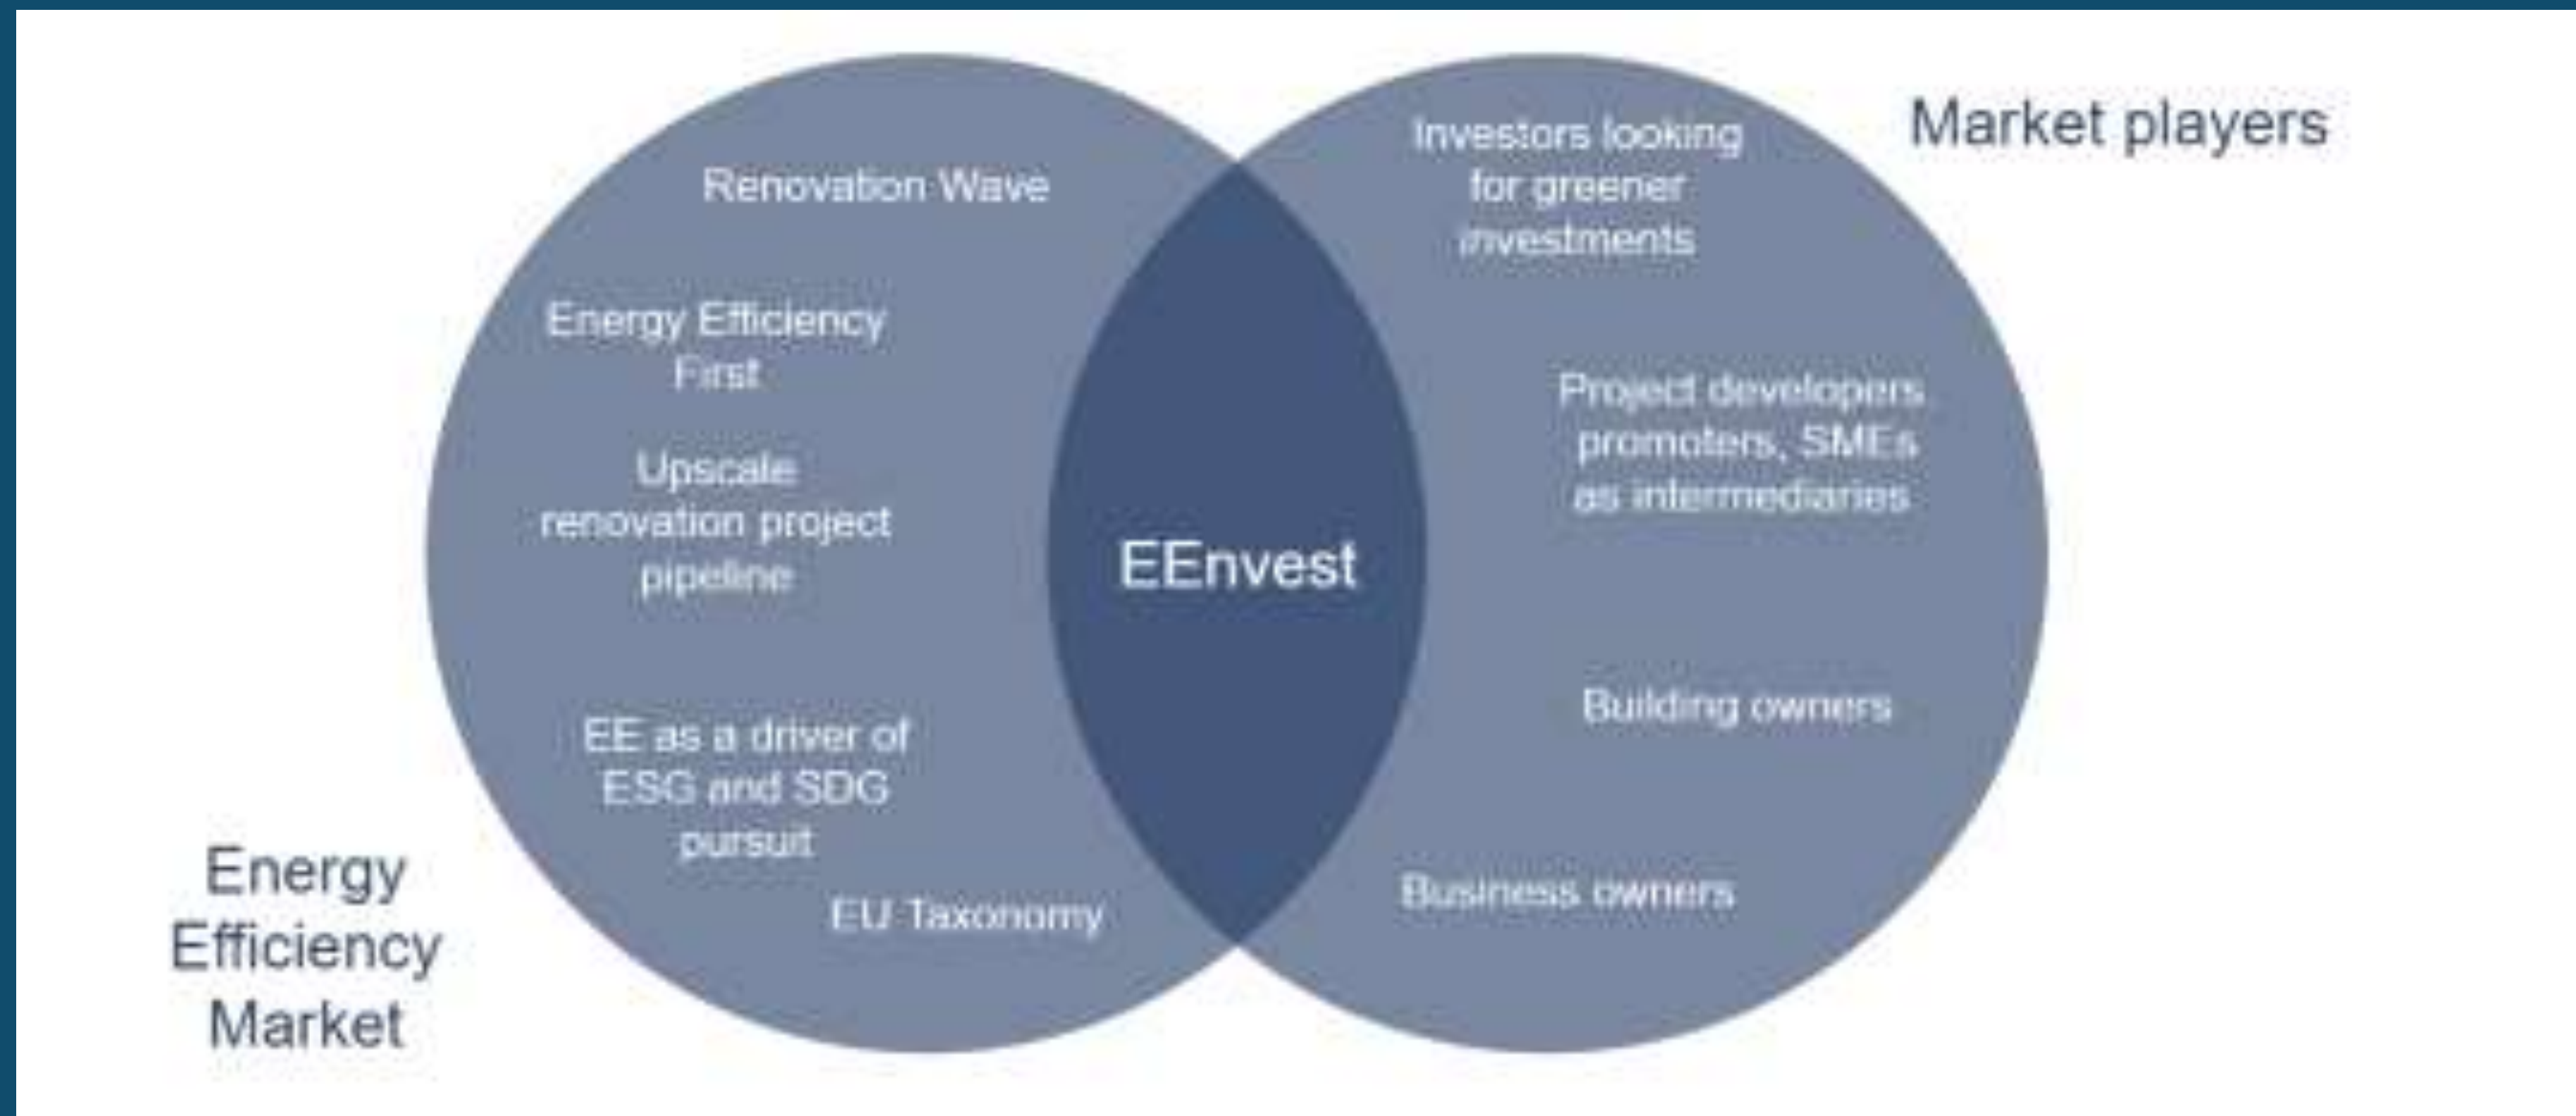 Market players
Investors looking
for greener
investments
Renovation Wave
Energy Efficiency
First
Project developers
promoters, SMEs
as intermediaries
Upscale
renovation project
pipeline
EEnvest
Building owners
EE as a driver of
ESG and SDG
pursuit
Business owners
EU Taxonomy
Energy
Efficiency
Market